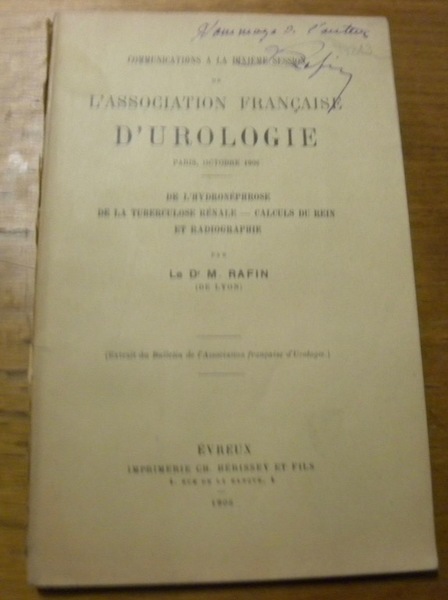 Hommage de l'auteur
Rafin
COMMUNICATIONS A LA DIXIÈME SESSION
DE
L'ASSOCIATION FRANÇAISE
D'UROLOGIE
PARIS, OCTOBRE
DE L'HYDRONÉPHROSE
DE LA TUBERCULOSE RÉNALE — CALCULS DU REIN
ET RADIOGRAPHIE
PAR
Le Dr M. RAFIN
(DE LYON)
(Extrait du Bulletin de l'Association française d'Urologie.)
ÉVREUX
IMPRIMERIE CH. HÉRISSEY ET FILS
4, RUE DE LA BANQUE, 4